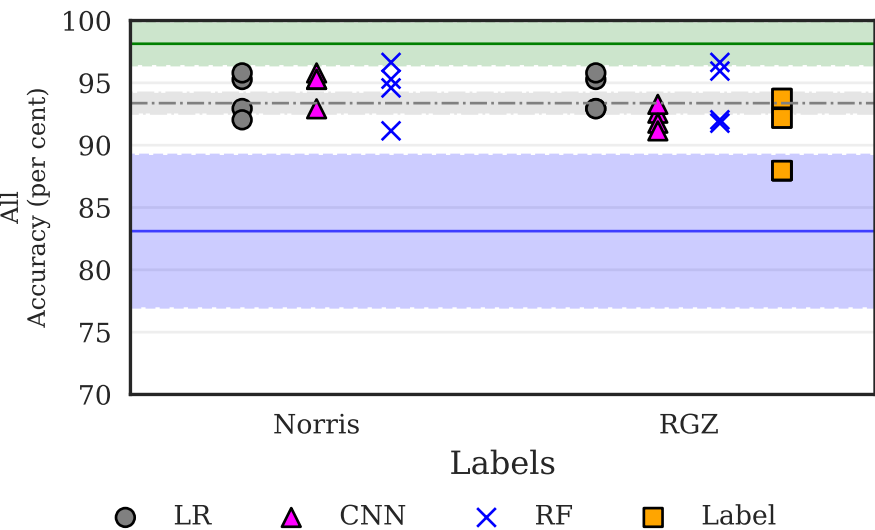 All
Accuracy (per cent)
100
95
90
85
80
75
70
Norris RGZ
Labels
LR CNN RF Label